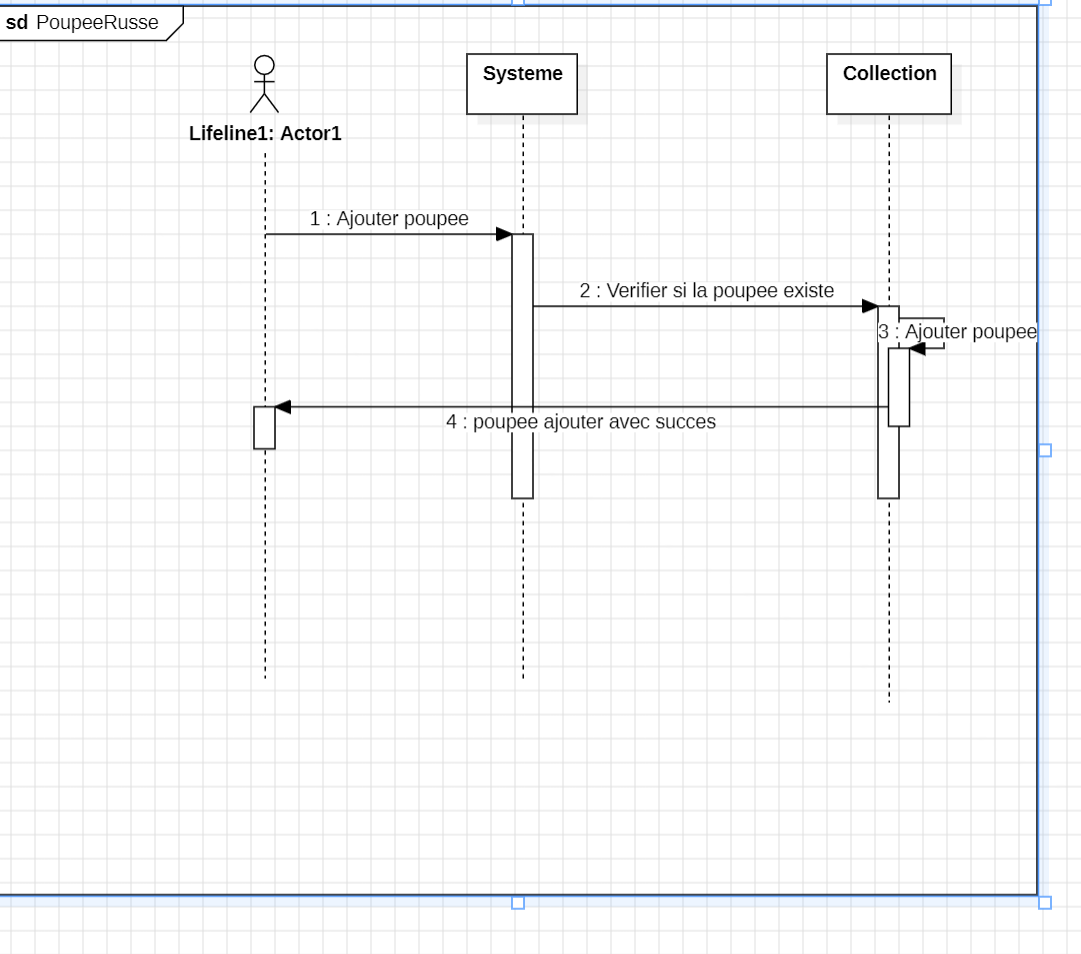 sd PoupeeRusse
Systeme
Collection
Lifeline1: Actor1
1 : Ajouter poupee
2 : Verifier si la poupee existe
3 : Ajouter poupee
4 : poupee ajouter avec succes